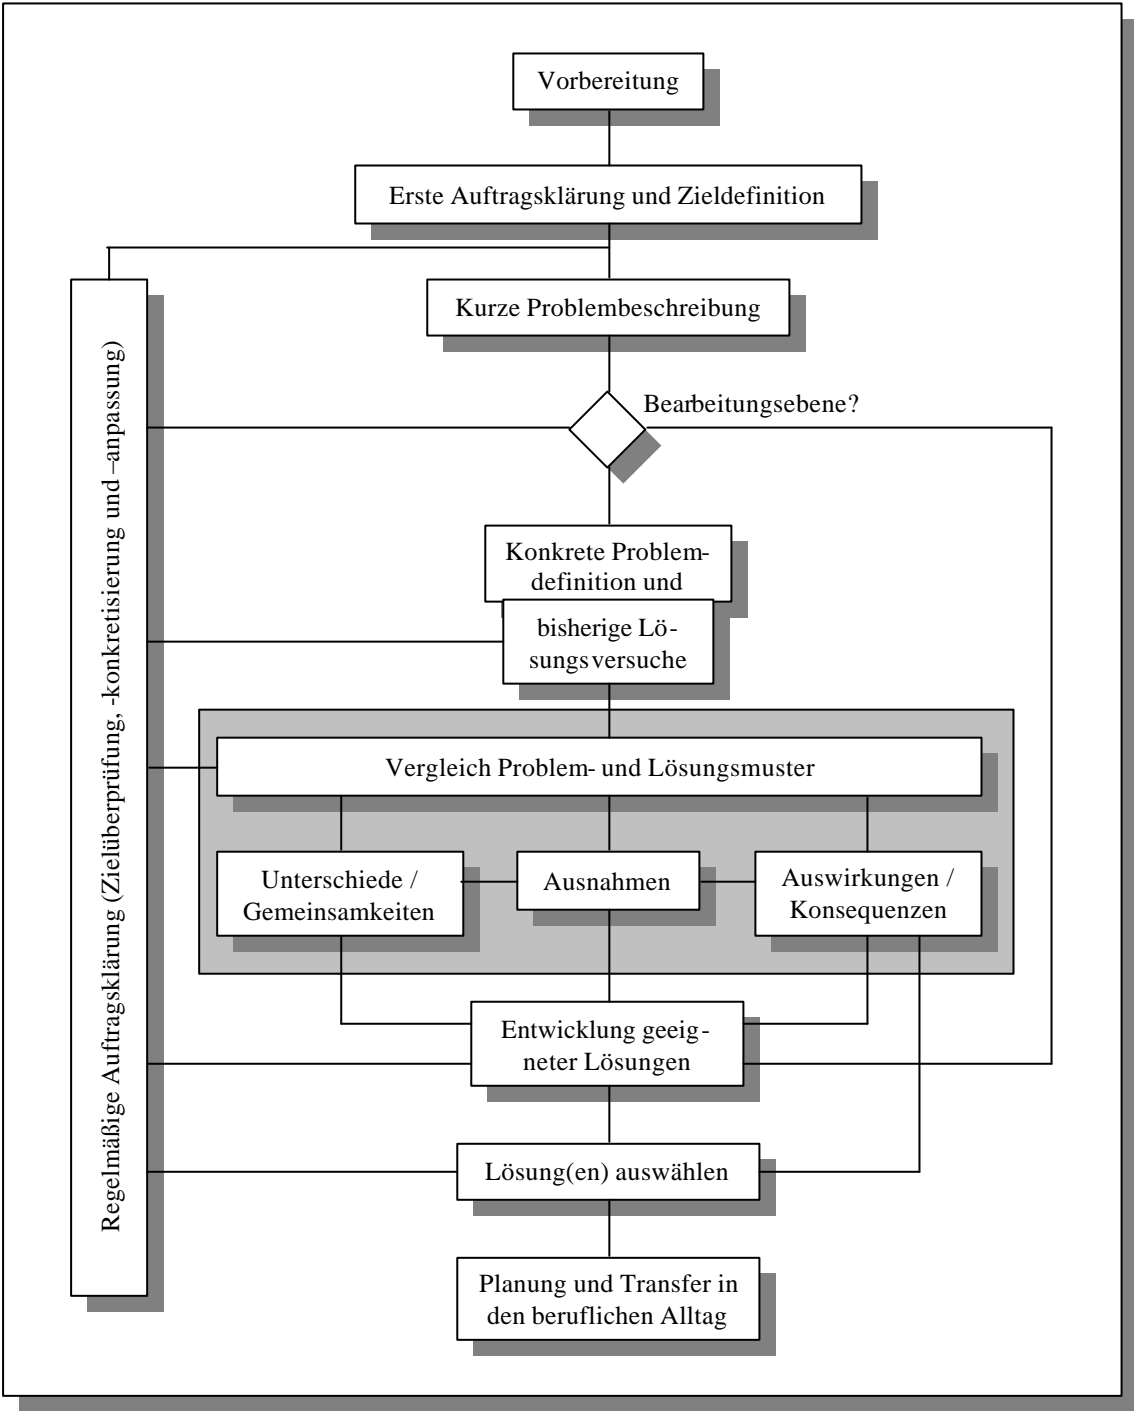 Vorbereitung
Erste Auftragsklärung und Zieldefinition
Kurze Problembeschreibung
Bearbeitungsebene?
Konkrete Problem-
definition und
bisherige Lö-
sungsversuche
Vergleich Problem- und Lösungsmuster
Unterschiede /
Gemeinsamkeiten
Ausnahmen
Auswirkungen /
Konsequenzen
Entwicklung geeig-
neter Lösungen
Lösung(en) auswählen
Planung und Transfer in
den beruflichen Alltag
Regelmäßige Auftragsklärung (Zielüberprüfung, -konkretisierung und –anpassung)